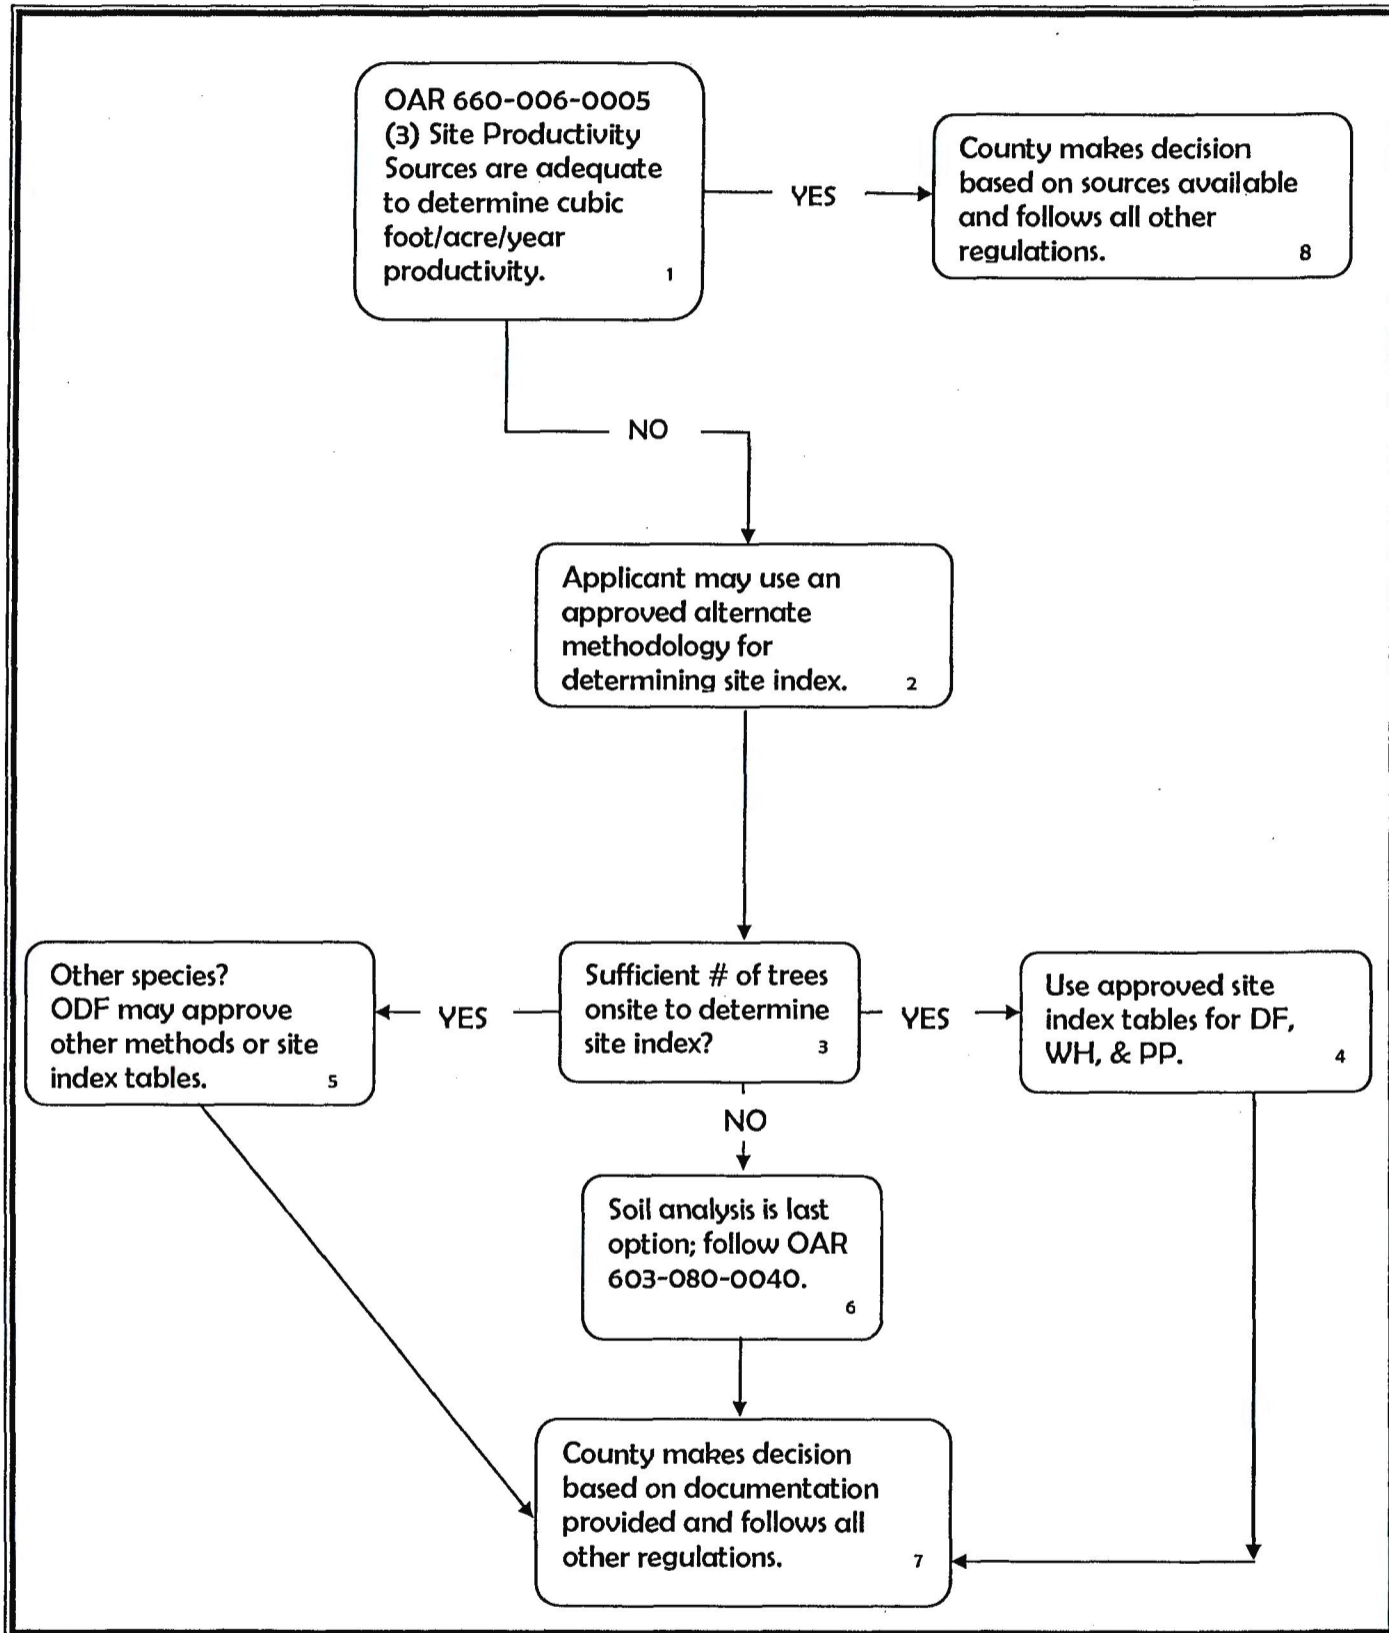 OAR 660-006-0005
(3) Site Productivity
Sources are adequate
to determine cubic
foot/acre/year
productivity. 1
YES
County makes decision
based on sources available
and follows all other
regulations. 8
NO
Applicant may use an
approved alternate
methodology for
determining site index. 2
Other species?
ODF may approve
other methods or site
index tables. 5
YES
Sufficient # of trees
onsite to determine
site index? 3
YES
Use approved site
index tables for DF,
WH, & PP. 4
NO
Soil analysis is last
option; follow OAR
603-080-0040.
6
County makes decision
based on documentation
provided and follows all
other regulations. 7